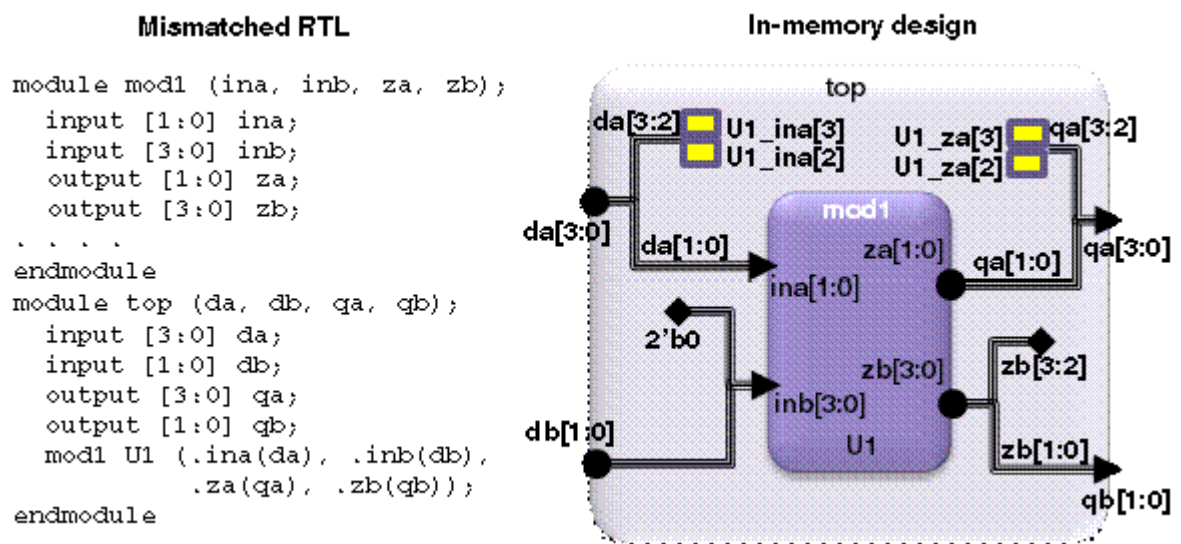 Mismatched RTL
module mod1 (ina, inb, za, zb);
input [1:0] ina;
input [3:0] inb;
output [1:0] za;
output [3:0] zb;
. . . .
endmodule
module top (da, db, qa, qb);
input [3:0] da;
input [1:0] db;
output [3:0] qa;
output [1:0] qb;
mod1 U1 (.ina(da), .inb(db),
.za(qa), .zb(qb));
endmodule
In-memory design
top
da[3:2]
U1_ina[3]
U1_ina[2]
U1_za[3]
U1_za[2]
qa[3:2]
mod1
da[3:0]
da[1:0]
za[1:0]
qa[1:0]
qa[3:0]
ina[1:0]
2'b0
zb[3:0]
zb[3:2]
inb[3:0]
db[1:0]
U1
zb[1:0]
qb[1:0]